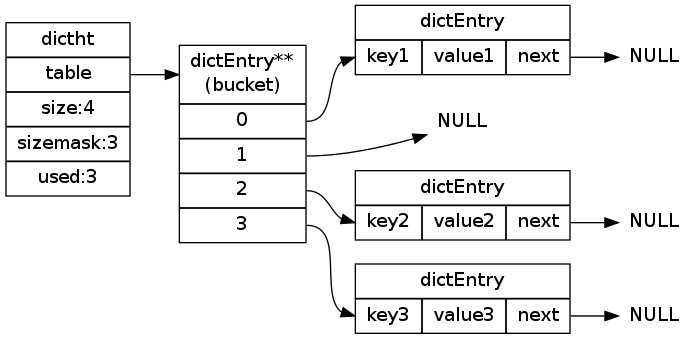 dictht
table
size:4
sizemask:3
used:3
dictEntry**
(bucket)
0
1
2
3
dictEntry
key1 value1 next
NULL
NULL
dictEntry
key2 value2 next
NULL
dictEntry
key3 value3 next
NULL